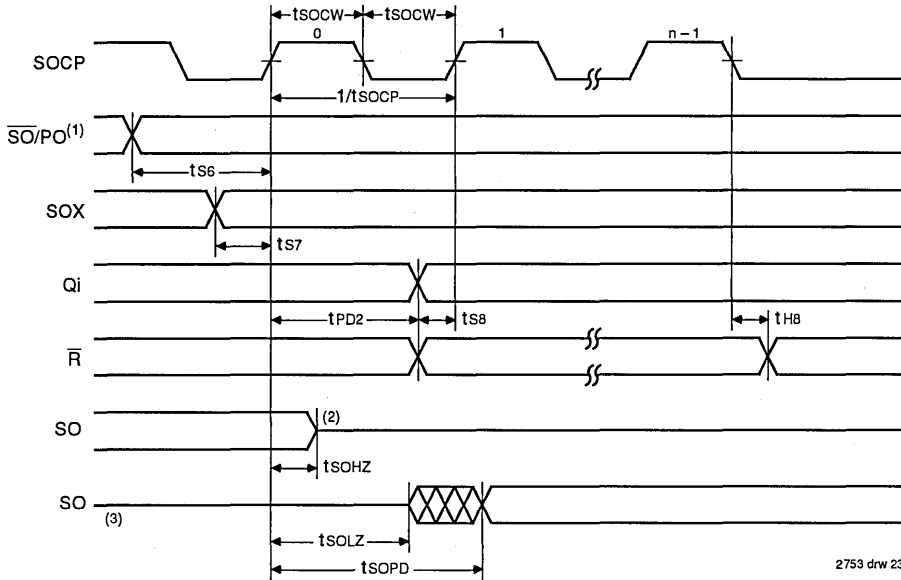 tSOCW tSOCW
0 1 n – 1
SOCP
1/tSOCP
S̅O̅/PO(1)
tS6
SOX
tS7
Qi
tPD2 tS8 tH8
R̅
SO (2)
tSOHZ
SO
(3)
tSOLZ
tSOPD
2753 drw 23